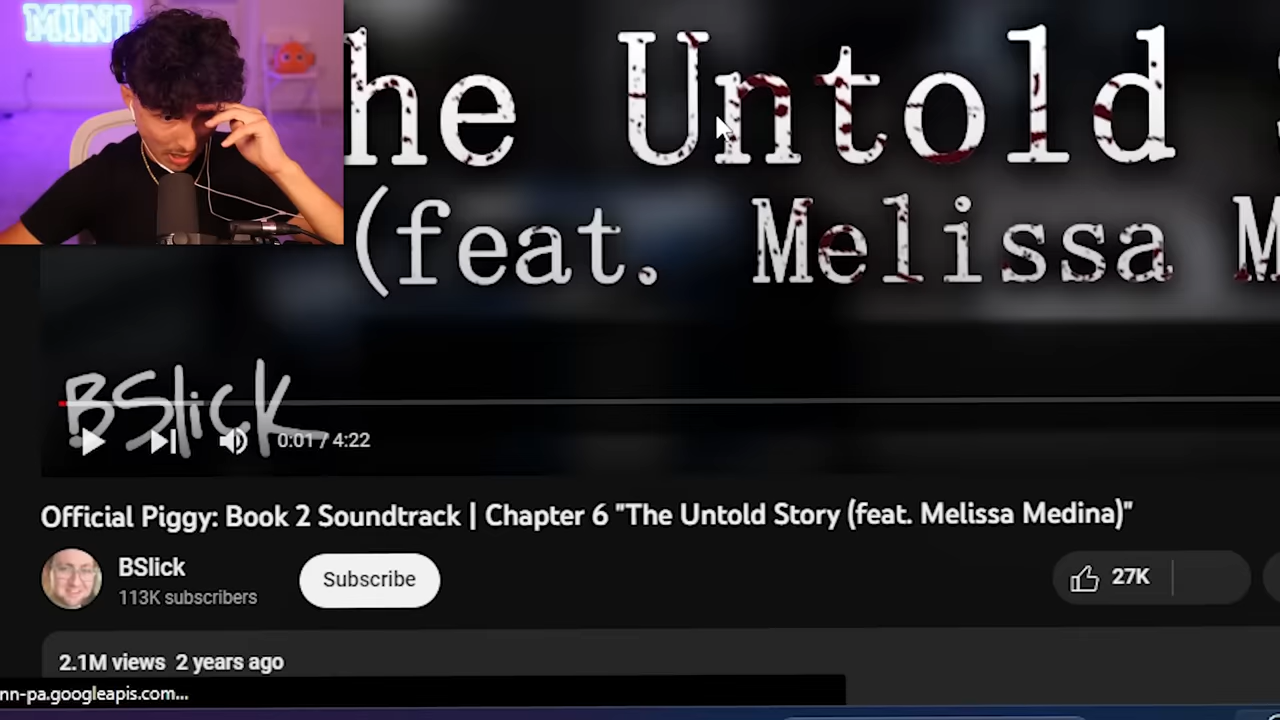 MINI
he Untold
(feat. Melissa M
BSlick
0:01 / 4:22
Official Piggy: Book 2 Soundtrack | Chapter 6 "The Untold Story (feat. Melissa Medina)"
BSlick
113K subscribers
Subscribe
27K
2.1M views 2 years ago
nn-pa.googleapis.com...